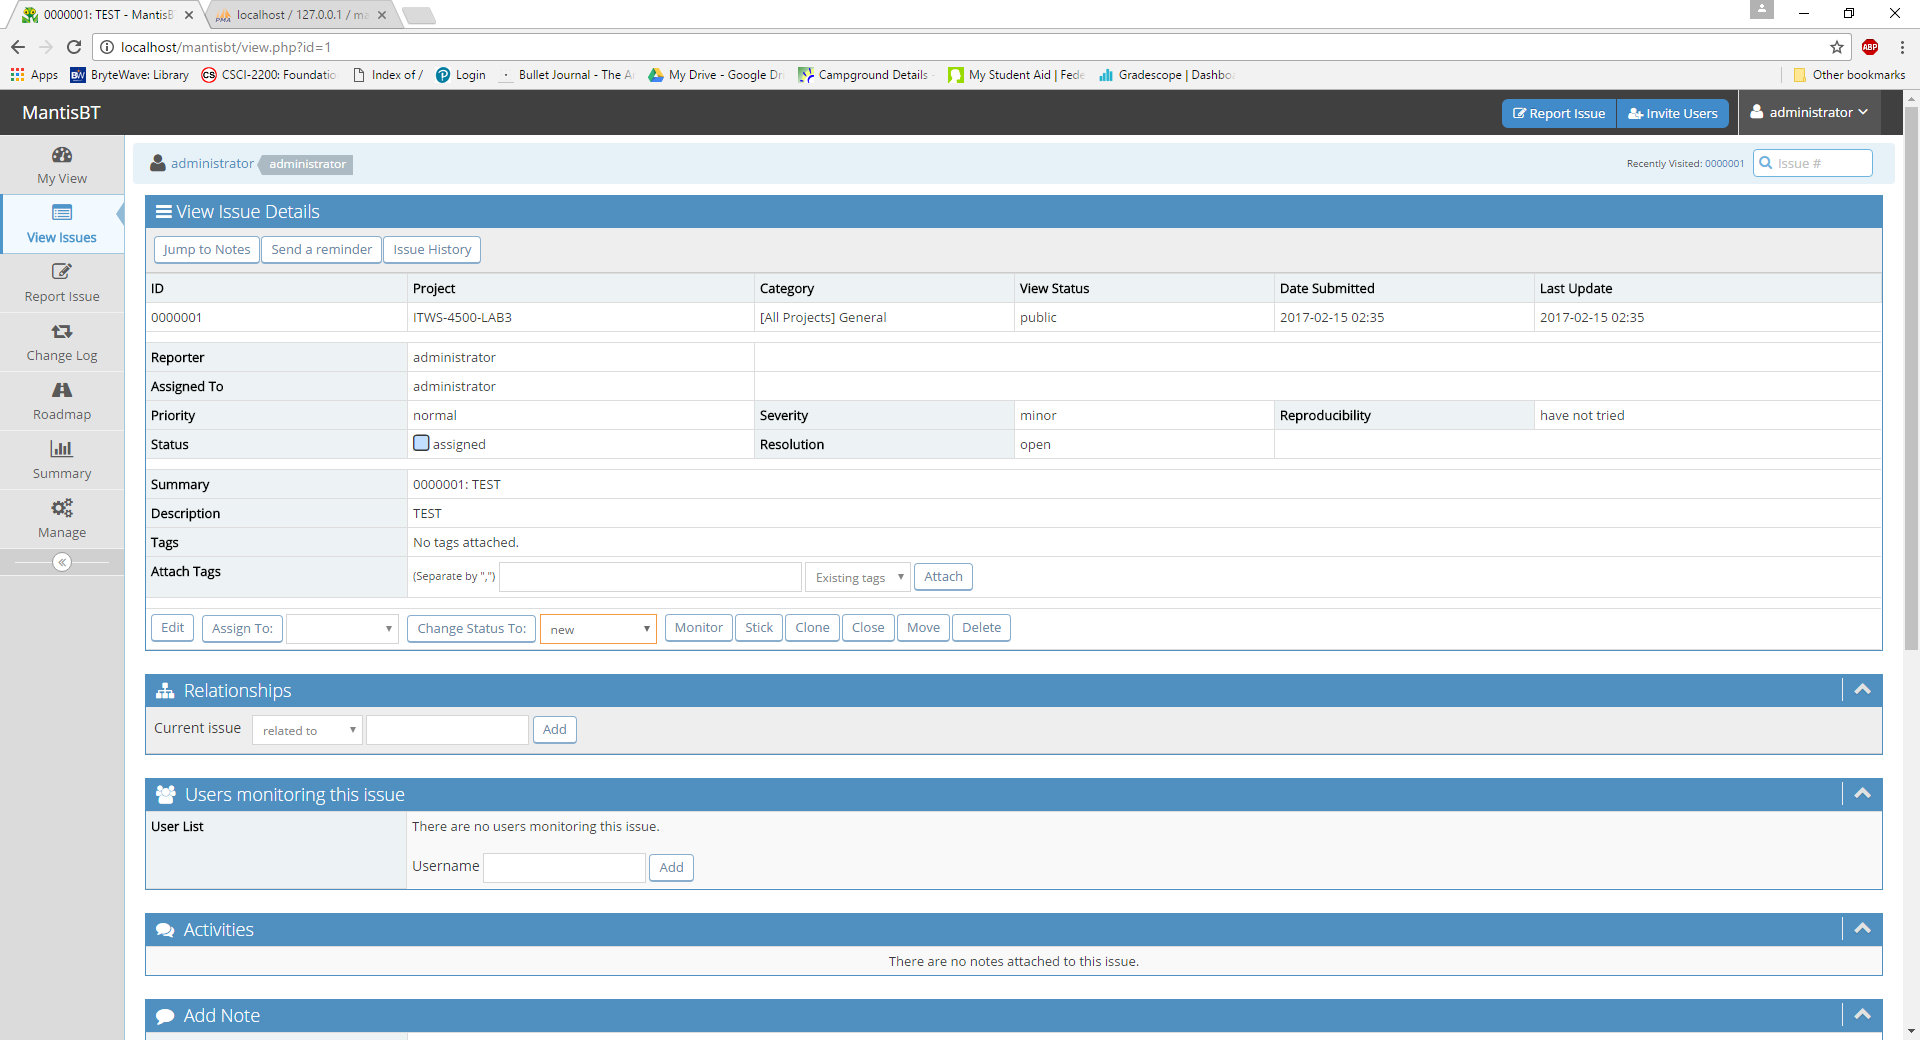 0000001: TEST - MantisB
localhost / 127.0.0.1 / ma
localhost/mantisbt/view.php?id=1
ABP
Apps
BW BryteWave: Library
CS CSCI-2200: Foundatio
Index of /
Login
Bullet Journal - The A
My Drive - Google Dr
Campground Details
My Student Aid | Fede
Gradescope | Dashbo
Other bookmarks
MantisBT
Report Issue
Invite Users
administrator
My View
View Issues
Report Issue
Change Log
Roadmap
Summary
Manage
administrator administrator
Recently Visited: 0000001
Issue #
View Issue Details
Jump to Notes Send a reminder Issue History
ID Project Category View Status Date Submitted Last Update
0000001 ITWS-4500-LAB3 [All Projects] General public 2017-02-15 02:35 2017-02-15 02:35
Reporter administrator
Assigned To administrator
Priority normal Severity minor Reproducibility have not tried
Status assigned Resolution open
Summary 0000001: TEST
Description TEST
Tags No tags attached.
Attach Tags (Separate by ",") Existing tags Attach
Edit Assign To: Change Status To: new Monitor Stick Clone Close Move Delete
Relationships
Current issue related to Add
Users monitoring this issue
User List There are no users monitoring this issue.
Username Add
Activities
There are no notes attached to this issue.
Add Note